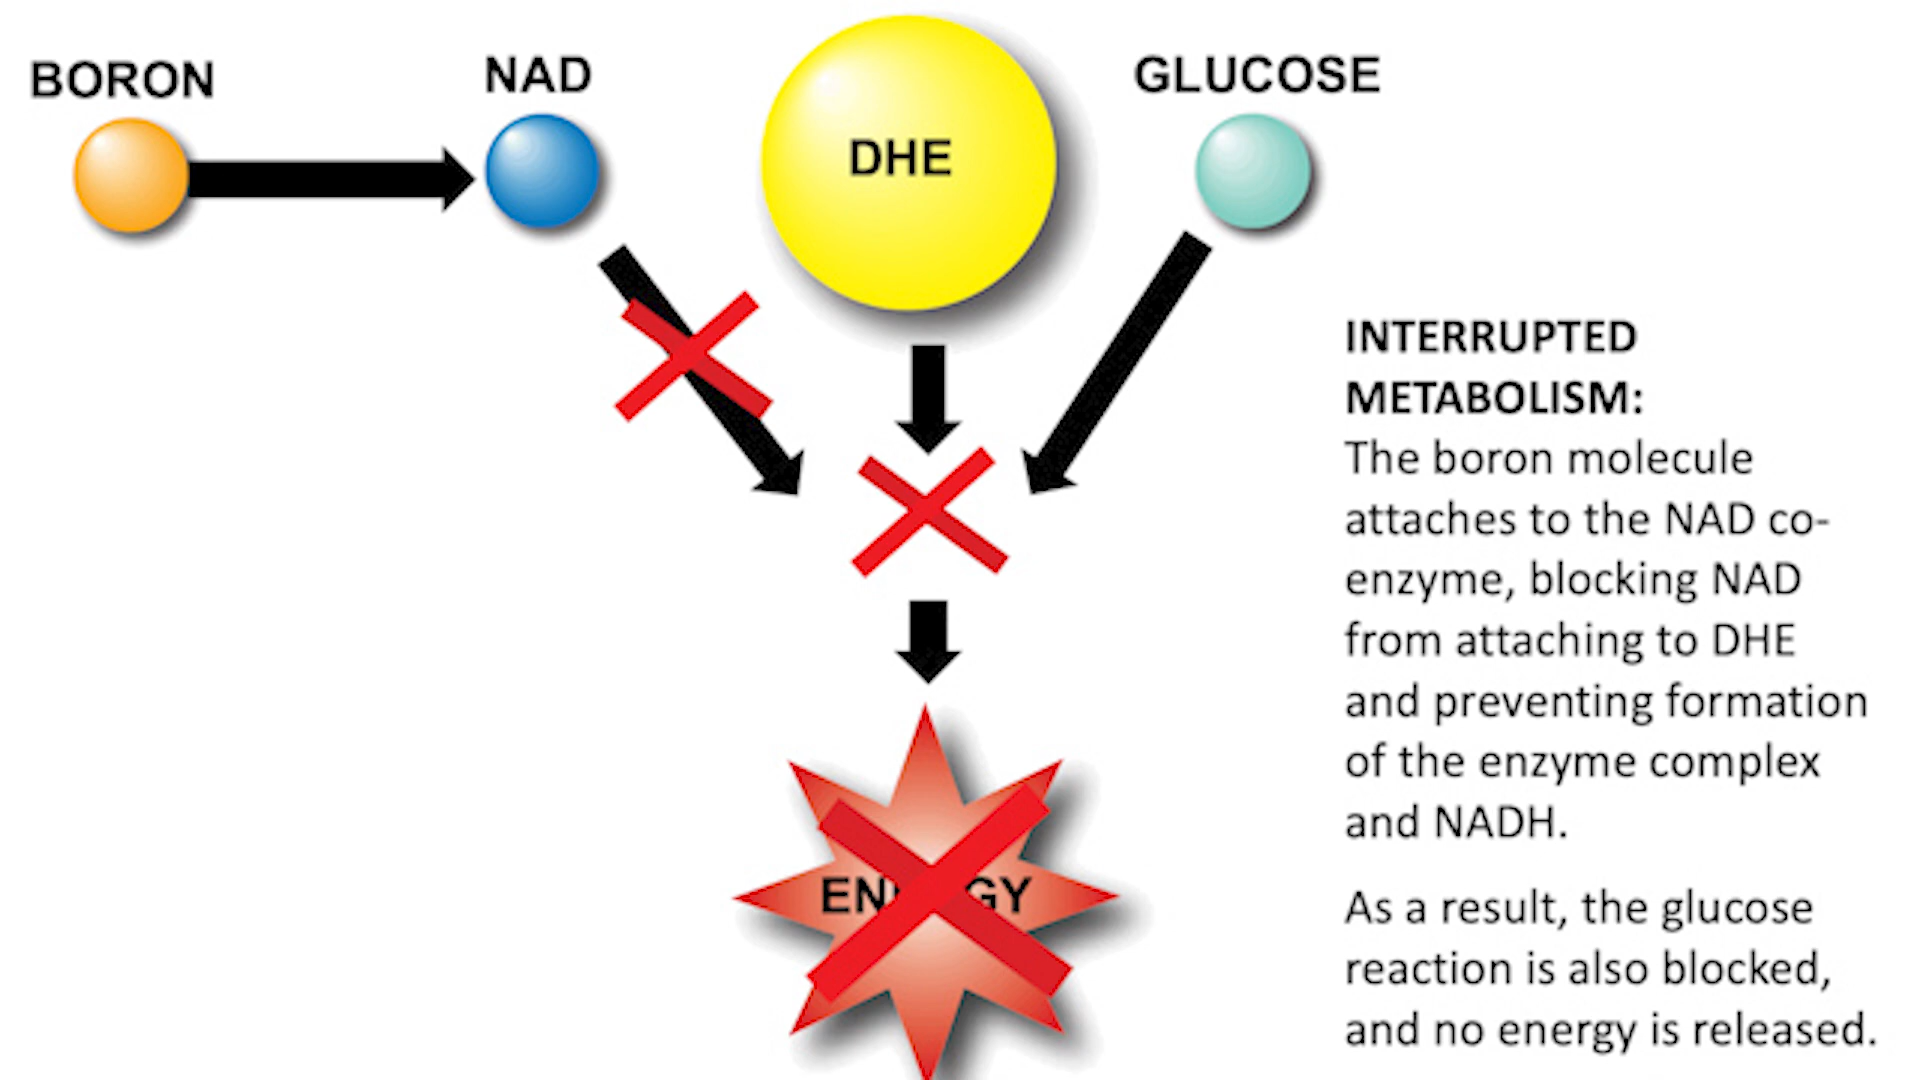 BORON
NAD
DHE
GLUCOSE
INTERRUPTED
METABOLISM:
The boron molecule
attaches to the NAD co-
enzyme, blocking NAD
from attaching to DHE
and preventing formation
of the enzyme complex
and NADH.
As a result, the glucose
reaction is also blocked,
and no energy is released.
ENERGY